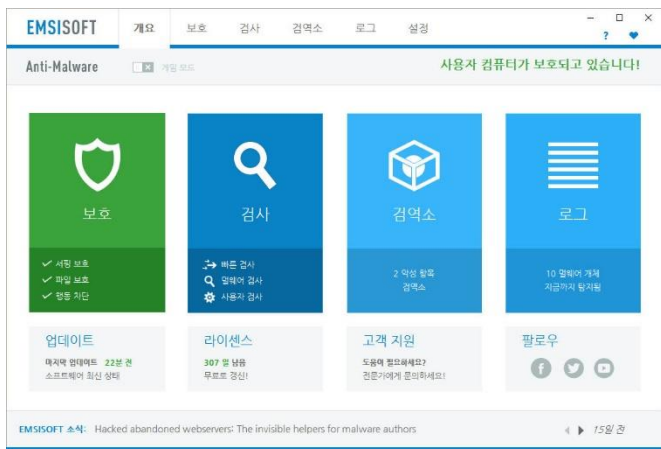 EMSISOFT 개요 보호 검사 검역소 로그 설정
?
Anti-Malware 게임 모드 사용자 컴퓨터가 보호되고 있습니다!
보호
서핑 보호
파일 보호
행동 차단
검사
빠른 검사
멀웨어 검사
사용자 검사
검역소
2 악성 항목
검역소
로그
10 멀웨어 개체
지금까지 탐지됨
업데이트
마지막 업데이트 22분 전
소프트웨어 최신 상태
라이센스
307 일 남음
무료로 갱신!
고객 지원
도움이 필요하세요?
전문가에게 문의하세요!
팔로우
EMSISOFT 소식: Hacked abandoned webservers: The invisible helpers for malware authors 15일 전